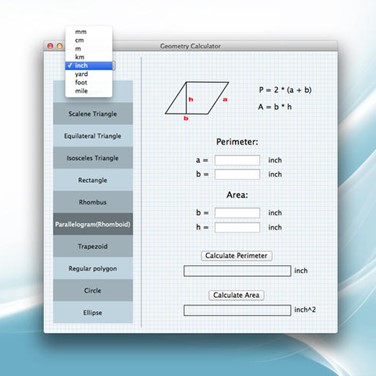 mm
cm
m
km
✓ inch
yard
foot
mile
Geometry Calculator
Scalene Triangle
Equilateral Triangle
Isosceles Triangle
Rectangle
Rhombus
Parallelogram(Rhomboid)
Trapezoid
Regular polygon
Circle
Ellipse
h
a
b
P = 2 * (a + b)
A = b * h
Perimeter:
a = inch
b = inch
Area:
b = inch
h = inch
Calculate Perimeter
inch
Calculate Area
inch^2